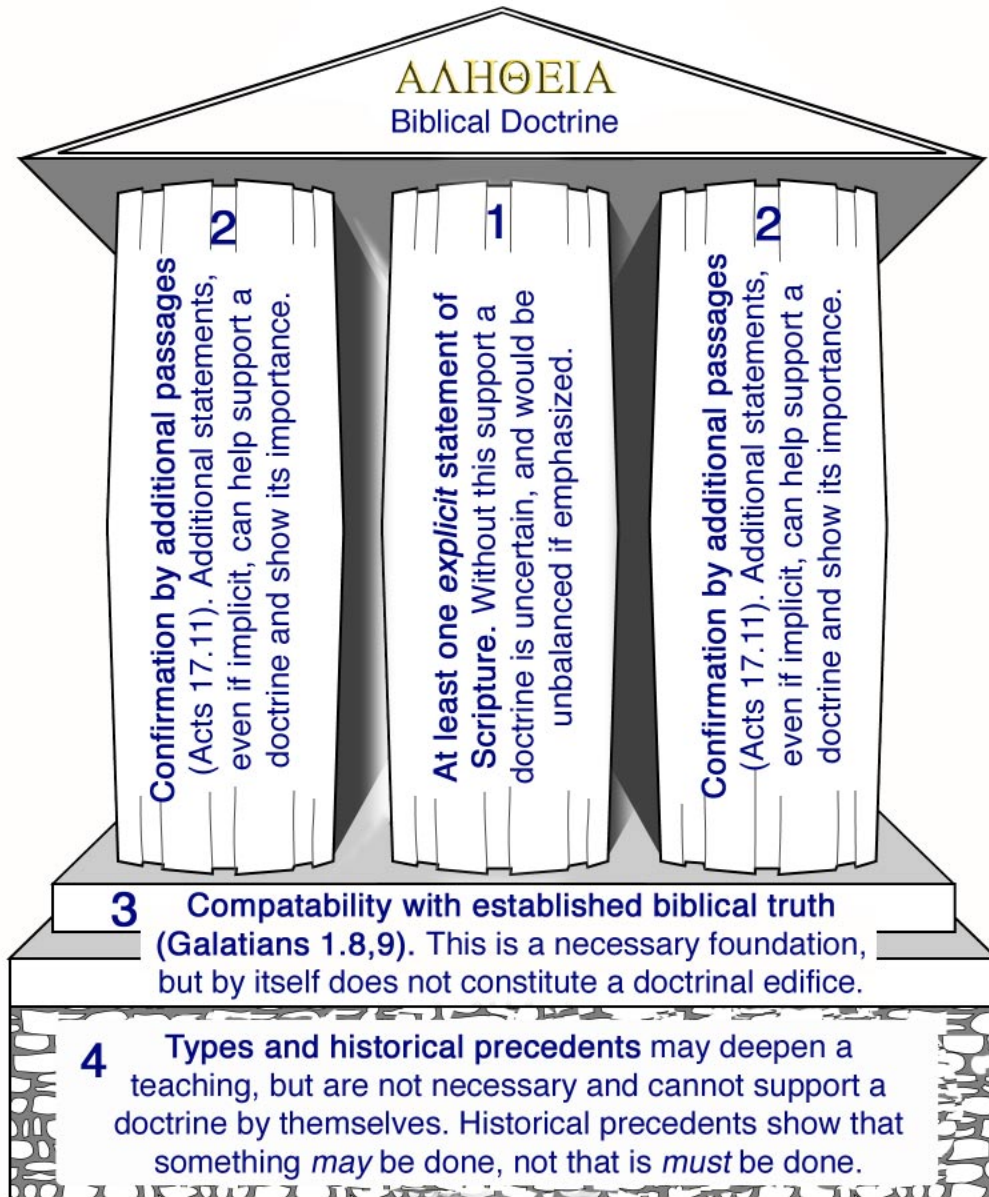 ΑΛΗΘΕΙΑ
Biblical Doctrine
2
Confirmation by additional passages
(Acts 17.11). Additional statements,
even if implicit, can help support a
doctrine and show its importance.
1
At least one explicit statement of
Scripture. Without this support a
doctrine is uncertain, and would be
unbalanced if emphasized.
2
Confirmation by additional passages
(Acts 17.11). Additional statements,
even if implicit, can help support a
doctrine and show its importance.
3 Compatability with established biblical truth
(Galatians 1.8,9). This is a necessary foundation,
but by itself does not constitute a doctrinal edifice.
4 Types and historical precedents may deepen a
teaching, but are not necessary and cannot support a
doctrine by themselves. Historical precedents show that
something may be done, not that is must be done.